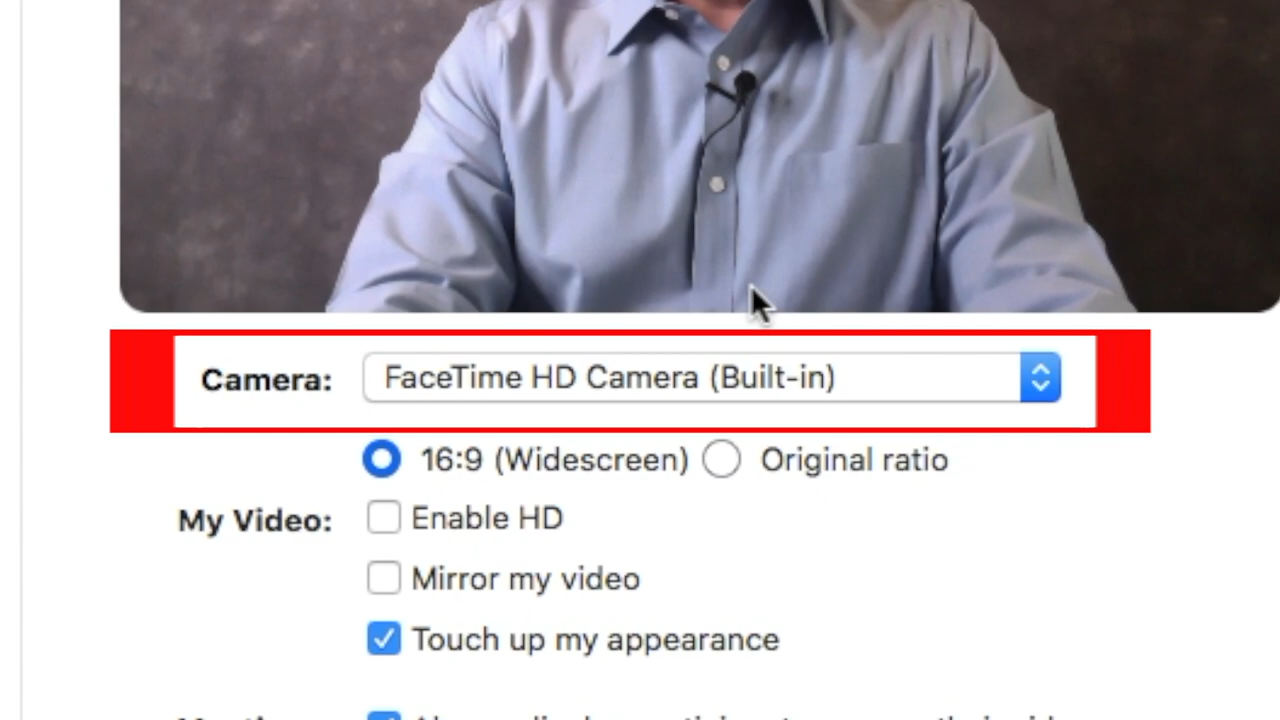 Camera: FaceTime HD Camera (Built-in)
16:9 (Widescreen) Original ratio
My Video: Enable HD
Mirror my video
Touch up my appearance